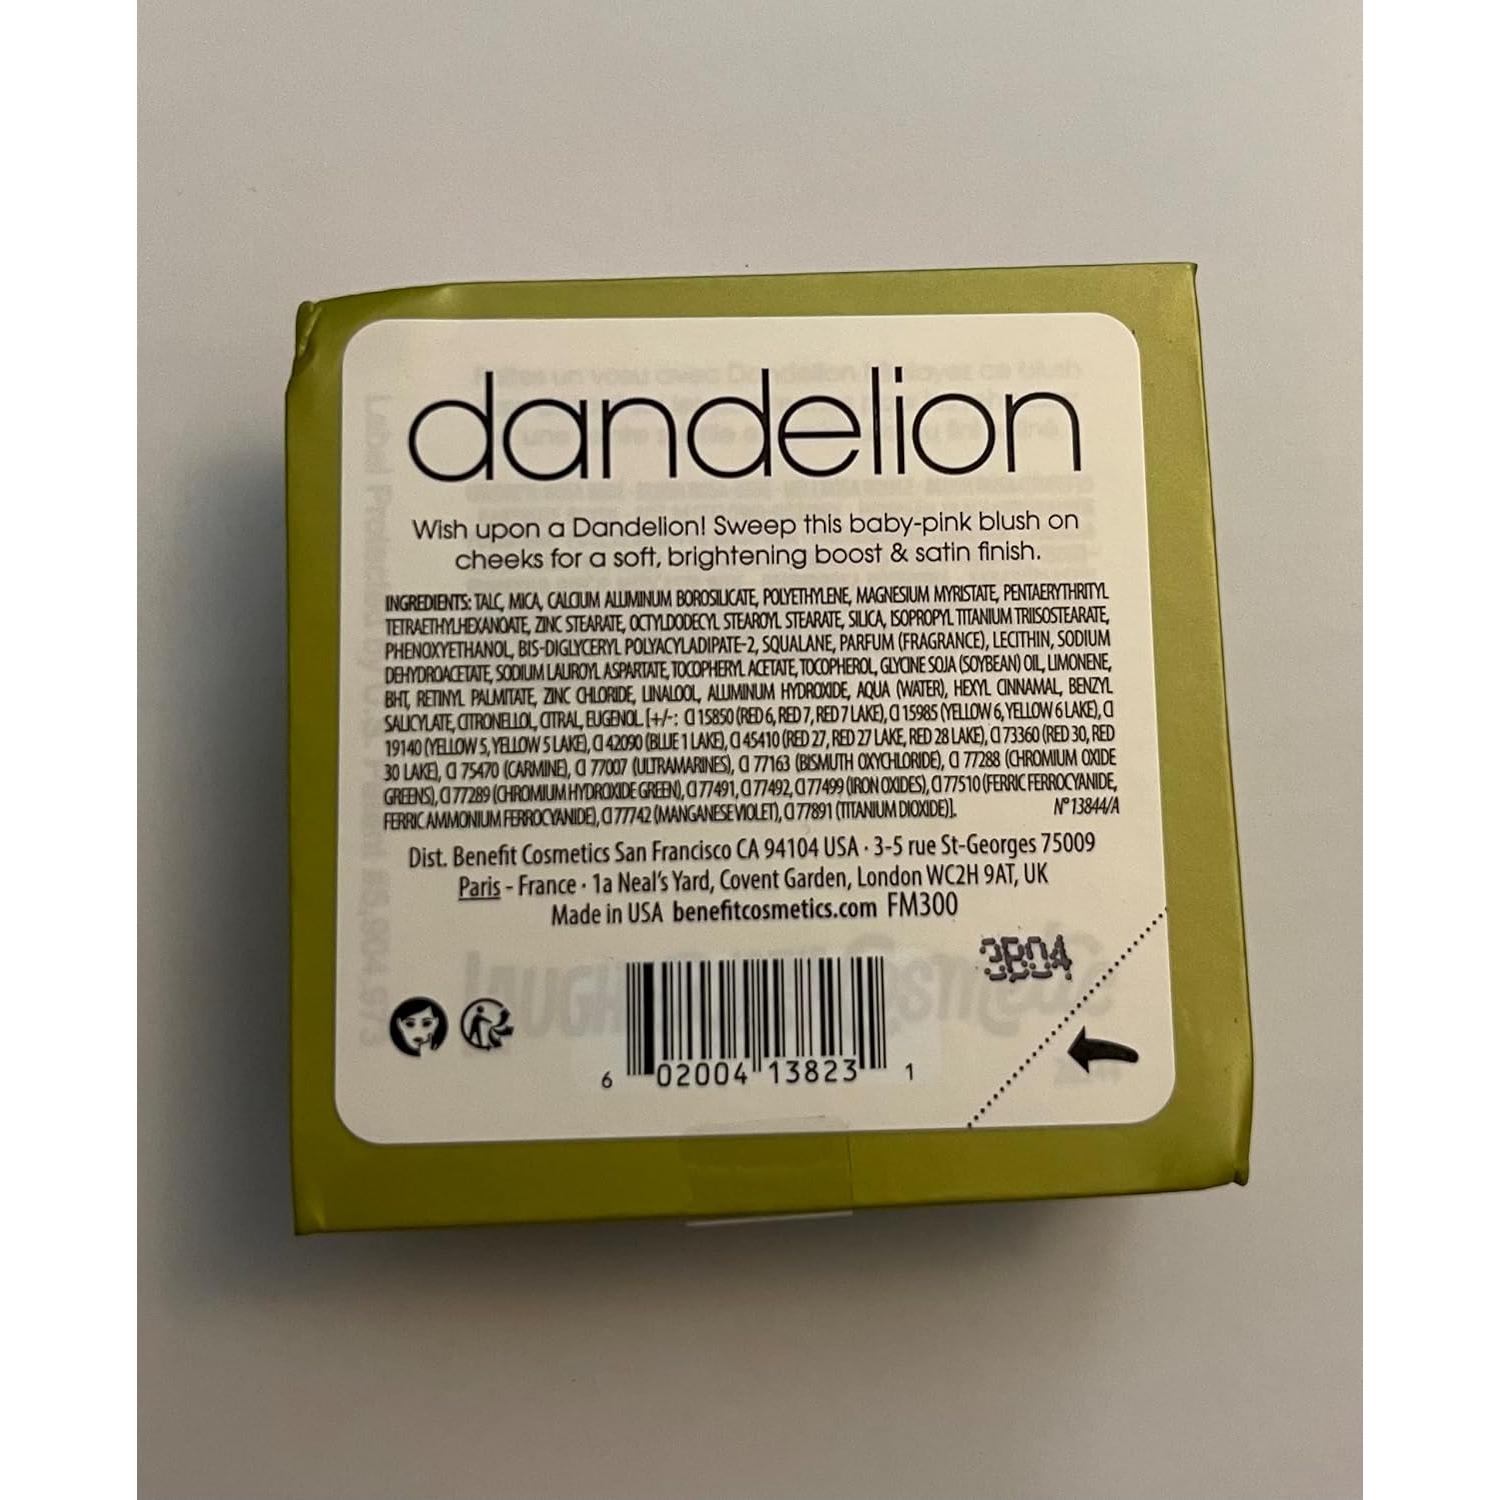 dandelion
Wish upon a Dandelion! Sweep this baby-pink blush on
cheeks for a soft, brightening boost & satin finish.
INGREDIENTS: TALC, MICA, CALCIUM ALUMINUM BOROSILICATE, POLYETHYLENE, MAGNESIUM MYRISTATE, PENTAERYTHRITYL
TETRAETHYLHEXANOATE, ZINC STEARATE, OCTYLDODECYL STEAROYL STEARATE, SILICA, ISOPROPYL TITANIUM TRIISOSTEARATE,
PHENOXYETHANOL, BIS-DIGLYCERYL POLYACYLADIPATE-2, SQUALANE, PARFUM (FRAGRANCE), LECITHIN, SODIUM
DEHYDROACETATE, SODIUM LAUROYL ASPARTATE, TOCOPHERYL ACETATE, TOCOPHEROL, GLYCINE SOJA (SOYBEAN) OIL, LIMONENE,
BHT, RETINYL PALMITATE, ZINC CHLORIDE, LINALOOL, ALUMINUM HYDROXIDE, AQUA (WATER), HEXYL CINNAMAL, BENZYL
SALICYLATE, CITRONELLOL, CITRAL, EUGENOL. [+/-: CI 15850 (RED 6, RED 7, RED 7 LAKE), CI 15985 (YELLOW 6, YELLOW 6 LAKE), CI
19140 (YELLOW 5, YELLOW 5 LAKE), CI 42090 (BLUE 1 LAKE), CI 45410 (RED 27, RED 27 LAKE, RED 28 LAKE), CI 73360 (RED 30, RED
30 LAKE), CI 75470 (CARMINE), CI 77007 (ULTRAMARINES), CI 77163 (BISMUTH OXYCHLORIDE), CI 77288 (CHROMIUM OXIDE
GREENS), CI 77289 (CHROMIUM HYDROXIDE GREEN), CI 77491, CI 77492, CI 77499 (IRON OXIDES), CI 77510 (FERRIC FERROCYANIDE,
FERRIC AMMONIUM FERROCYANIDE), CI 77742 (MANGANESE VIOLET), CI 77891 (TITANIUM DIOXIDE)]. N° 13844/A
Dist. Benefit Cosmetics San Francisco CA 94104 USA · 3-5 rue St-Georges 75009
Paris - France · 1a Neal's Yard, Covent Garden, London WC2H 9AT, UK
Made in USA benefitcosmetics.com FM300
3B04
6 02004 13823 1